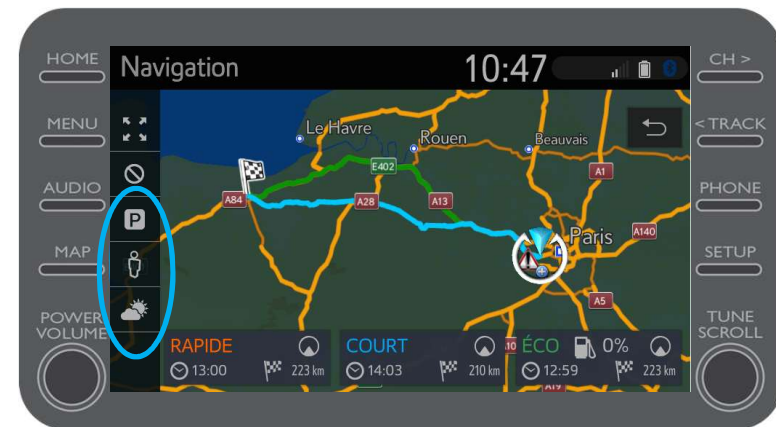 HOME
Navigation
10:47
CH >
MENU
< TRACK
Le Havre
Rouen
Beauvais
E402
A1
AUDIO
PHONE
A84
A28
A13
P
Paris
A140
MAP
SETUP
A5
POWER
VOLUME
TUNE
SCROLL
RAPIDE
COURT
10
ÉCO
0%
13:00
223 km
14:03
210 km
12:59
223 km
A19